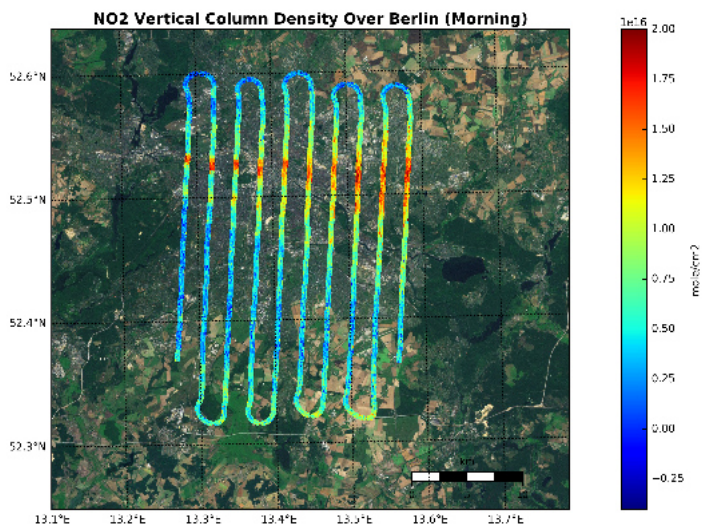 NO2 Vertical Column Density Over Berlin (Morning)
1e16
2.00
1.75
1.50
1.25
1.00
0.75
0.50
0.25
0.00
−0.25
mole/cm2
52.6°N
52.5°N
52.4°N
52.3°N
km
13.1°E 13.2°E 13.3°E 13.4°E 13.5°E 13.6°E 13.7°E